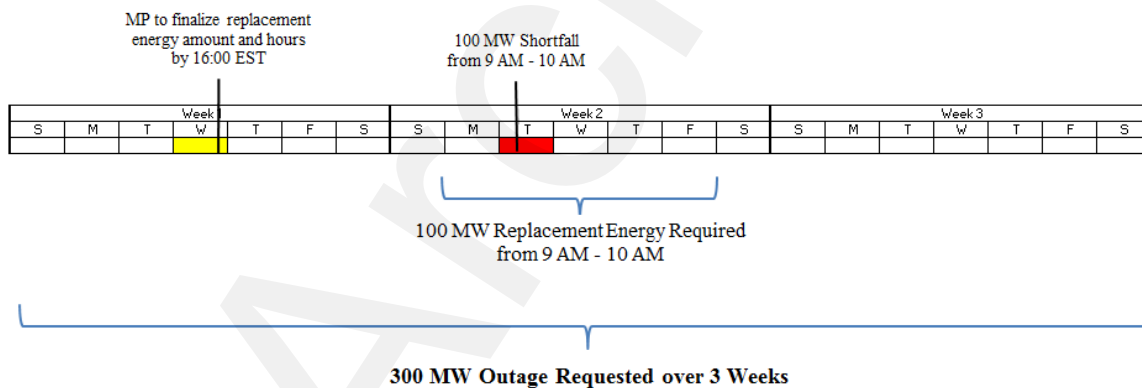 MP to finalize replacement
energy amount and hours
by 16:00 EST
100 MW Shortfall
from 9 AM - 10 AM
Week Week 2 Week 3
S M T W T F S S M T W T F S S M T W T F S
100 MW Replacement Energy Required
from 9 AM - 10 AM
300 MW Outage Requested over 3 Weeks